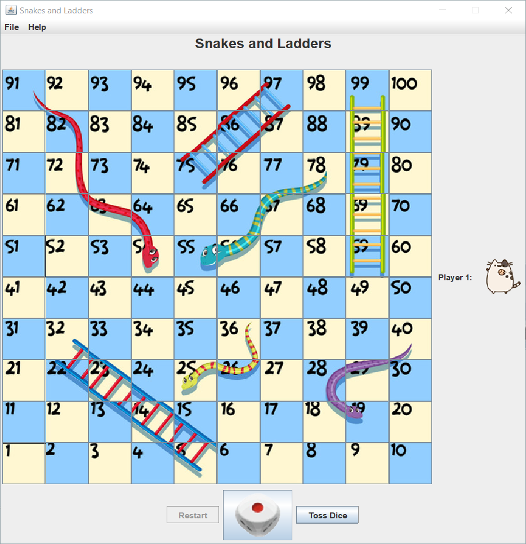 Snakes and Ladders
File Help
Snakes and Ladders
91 92 93 94 95 96 97 98 99 100
81 82 83 84 85 86 87 88 89 90
71 72 73 74 75 76 77 78 79 80
61 62 63 64 65 66 67 68 69 70
51 52 53 54 55 56 57 58 59 60
41 42 43 44 45 46 47 48 49 50
Player 1:
31 32 33 34 35 36 37 38 39 40
21 22 23 24 25 26 27 28 29 30
11 12 13 14 15 16 17 18 19 20
1 2 3 4 5 6 7 8 9 10
Restart Toss Dice